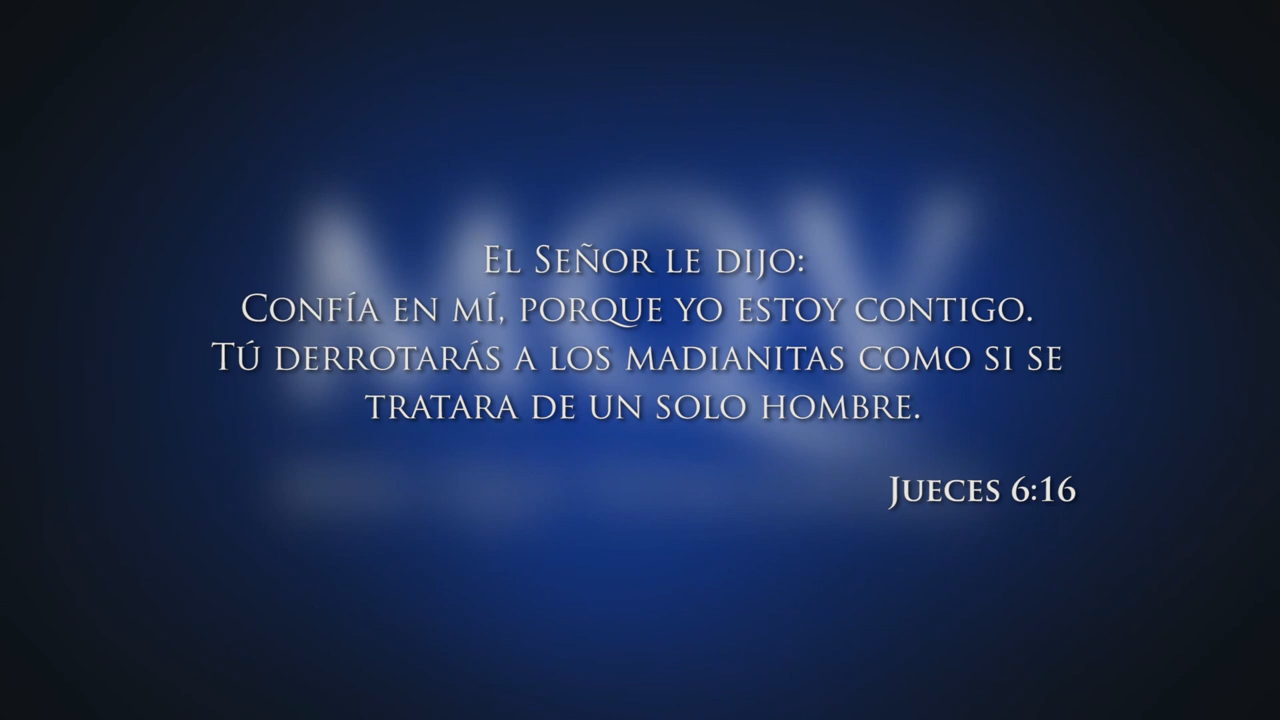 El Señor le dijo:
Confía en mí, porque yo estoy contigo.
Tú derrotarás a los madianitas como si se
tratara de un solo hombre.
Jueces 6:16